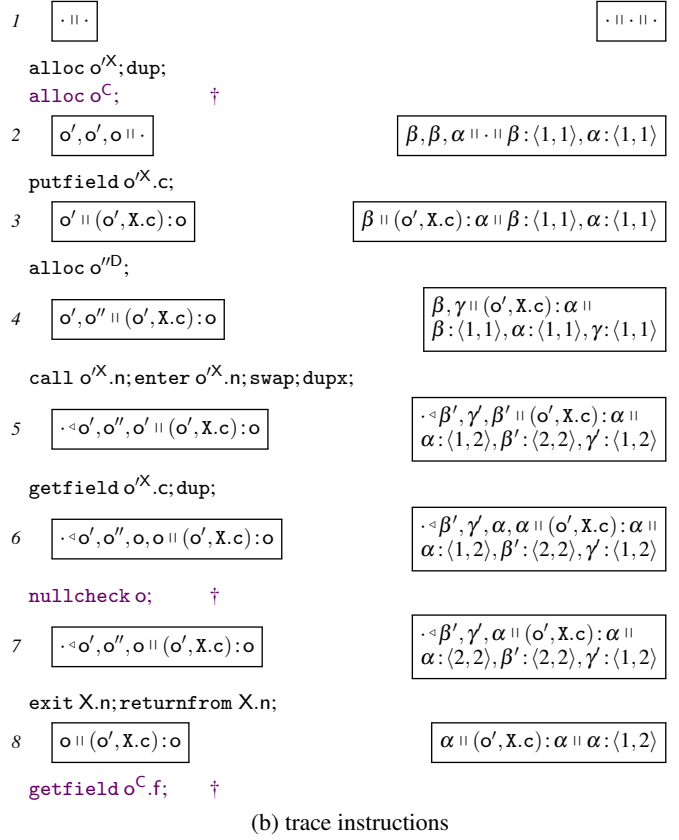 1 · ॥ · · ॥ · ॥ ·
alloc o′ˣ;dup;
alloc oᶜ; †
2 o′,o′,o ॥ · β,β,α ॥ · ॥ β:⟨1,1⟩,α:⟨1,1⟩
putfield o′ˣ.c;
3 o′ ॥ (o′,X.c):o β ॥ (o′,X.c):α ॥ β:⟨1,1⟩,α:⟨1,1⟩
alloc o″ᴰ;
4 o′,o″ ॥ (o′,X.c):o β,γ ॥ (o′,X.c):α ॥
β:⟨1,1⟩,α:⟨1,1⟩,γ:⟨1,1⟩
call o′ˣ.n;enter o′ˣ.n;swap;dupx;
5 ·◃o′,o″,o′ ॥ (o′,X.c):o ·◃β′,γ′,β′ ॥ (o′,X.c):α ॥
α:⟨1,2⟩,β′:⟨2,2⟩,γ′:⟨1,2⟩
getfield o′ˣ.c;dup;
6 ·◃o′,o″,o,o ॥ (o′,X.c):o ·◃β′,γ′,α,α ॥ (o′,X.c):α ॥
α:⟨1,2⟩,β′:⟨2,2⟩,γ′:⟨1,2⟩
nullcheck o; †
7 ·◃o′,o″,o ॥ (o′,X.c):o ·◃β′,γ′,α ॥ (o′,X.c):α ॥
α:⟨2,2⟩,β′:⟨2,2⟩,γ′:⟨1,2⟩
exit X.n;returnfrom X.n;
8 o ॥ (o′,X.c):o α ॥ (o′,X.c):α ॥ α:⟨1,2⟩
getfield oᶜ.f; †
(b) trace instructions